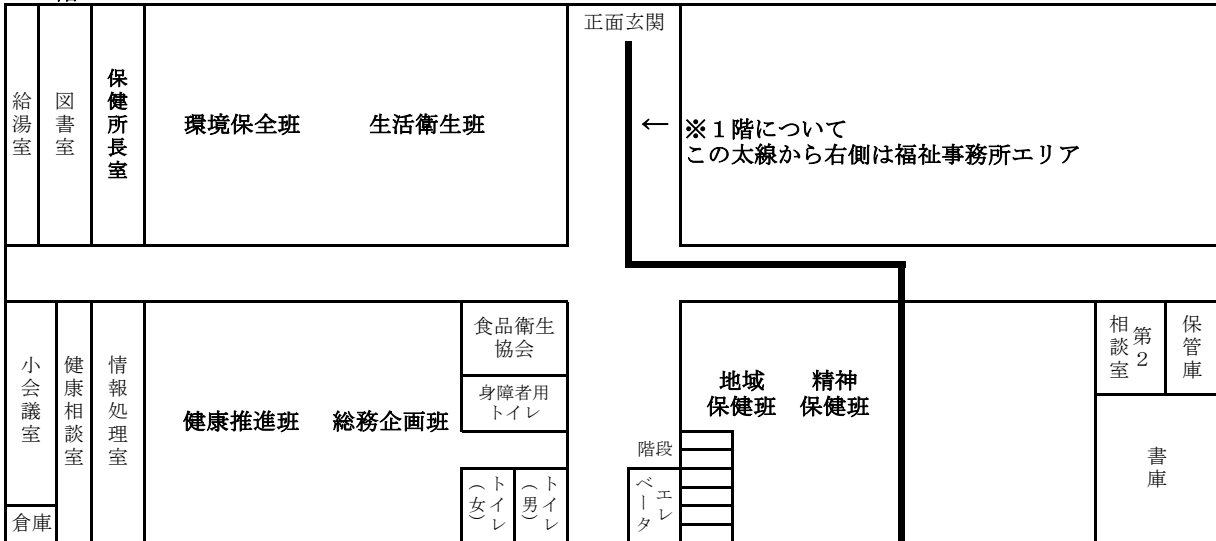 正面玄関
給湯室
図書室
保健所長室
環境保全班
生活衛生班
←
※１階について
この太線から右側は福祉事務所エリア
小会議室
健康相談室
情報処理室
健康推進班
総務企画班
食品衛生
協会
身障者用
トイレ
トイレ
（女）
トイレ
（男）
倉庫
階段
エレ
ベータ
地域
保健班
精神
保健班
第２
相談室
保管庫
書庫